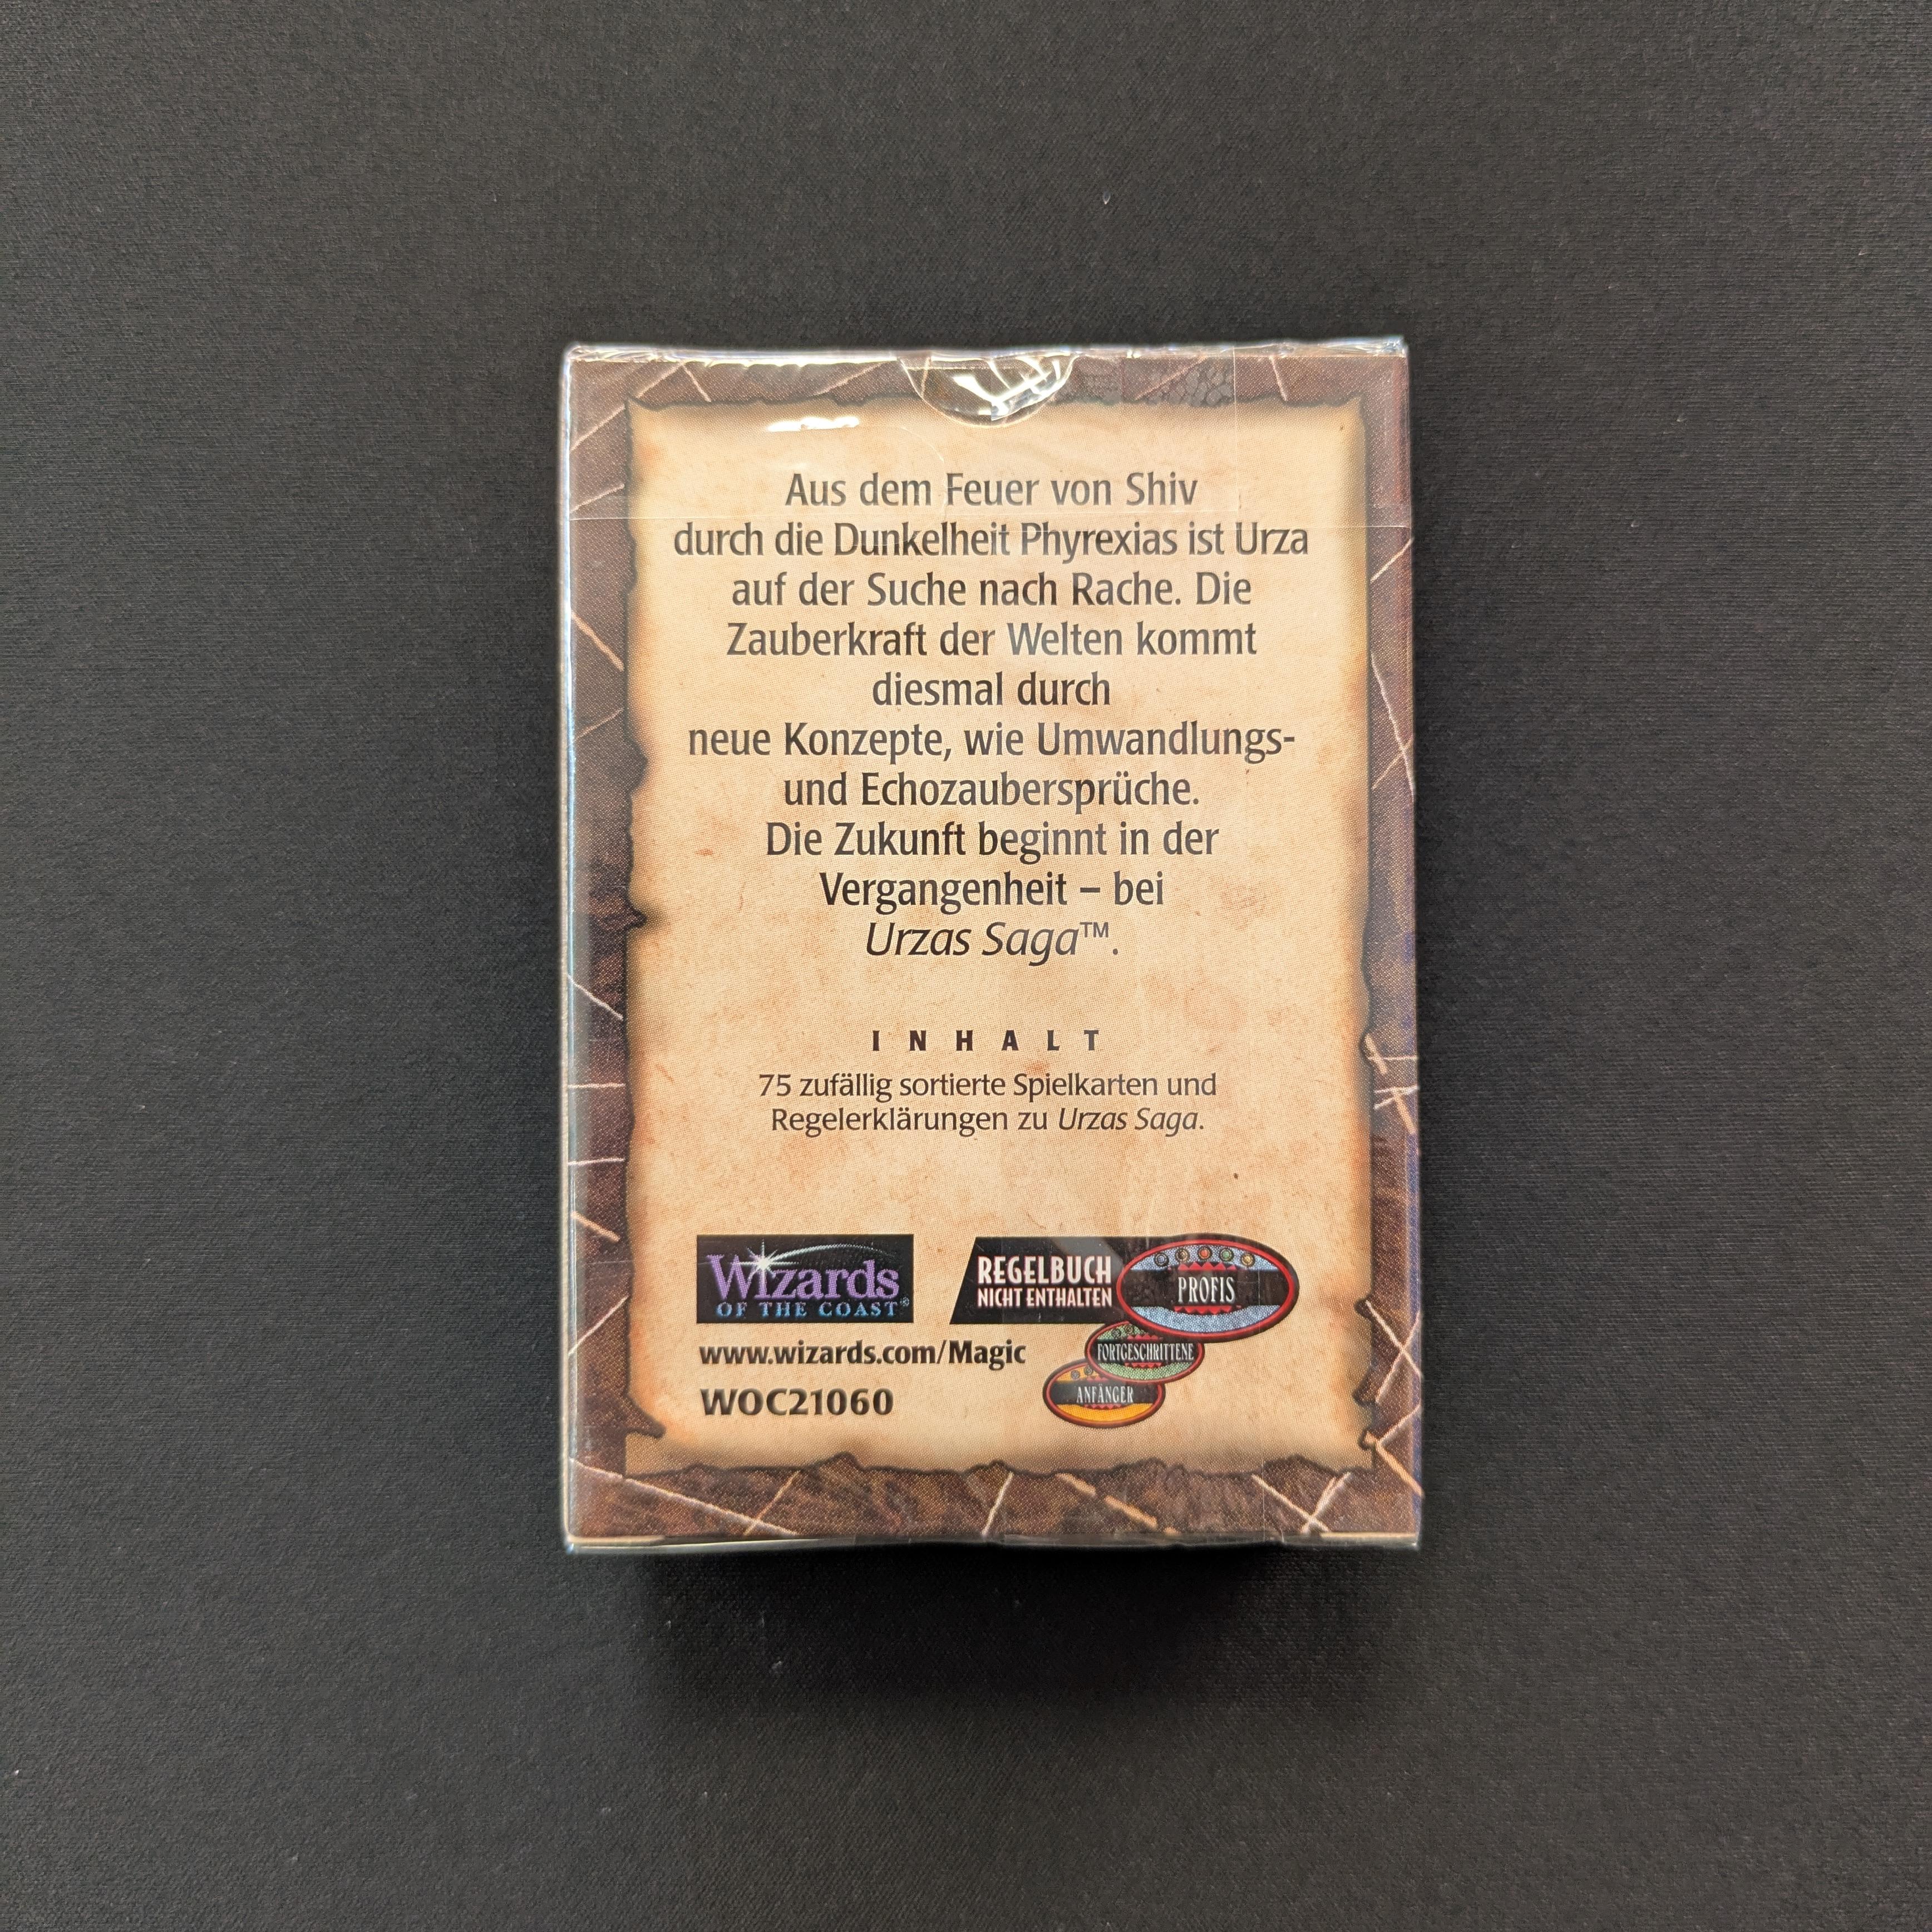 Aus dem Feuer von Shiv
durch die Dunkelheit Phyrexias ist Urza
auf der Suche nach Rache. Die
Zauberkraft der Welten kommt
diesmal durch
neue Konzepte, wie Umwandlungs-
und Echozaubersprüche.
Die Zukunft beginnt in der
Vergangenheit – bei
Urzas Saga™.
INHALT
75 zufällig sortierte Spielkarten und
Regelerklärungen zu Urzas Saga.
Wizards
OF THE COAST®
REGELBUCH
NICHT ENTHALTEN
PROFIS
www.wizards.com/Magic
FORTGESCHRITTENE
WOC21060
ANFÄNGER